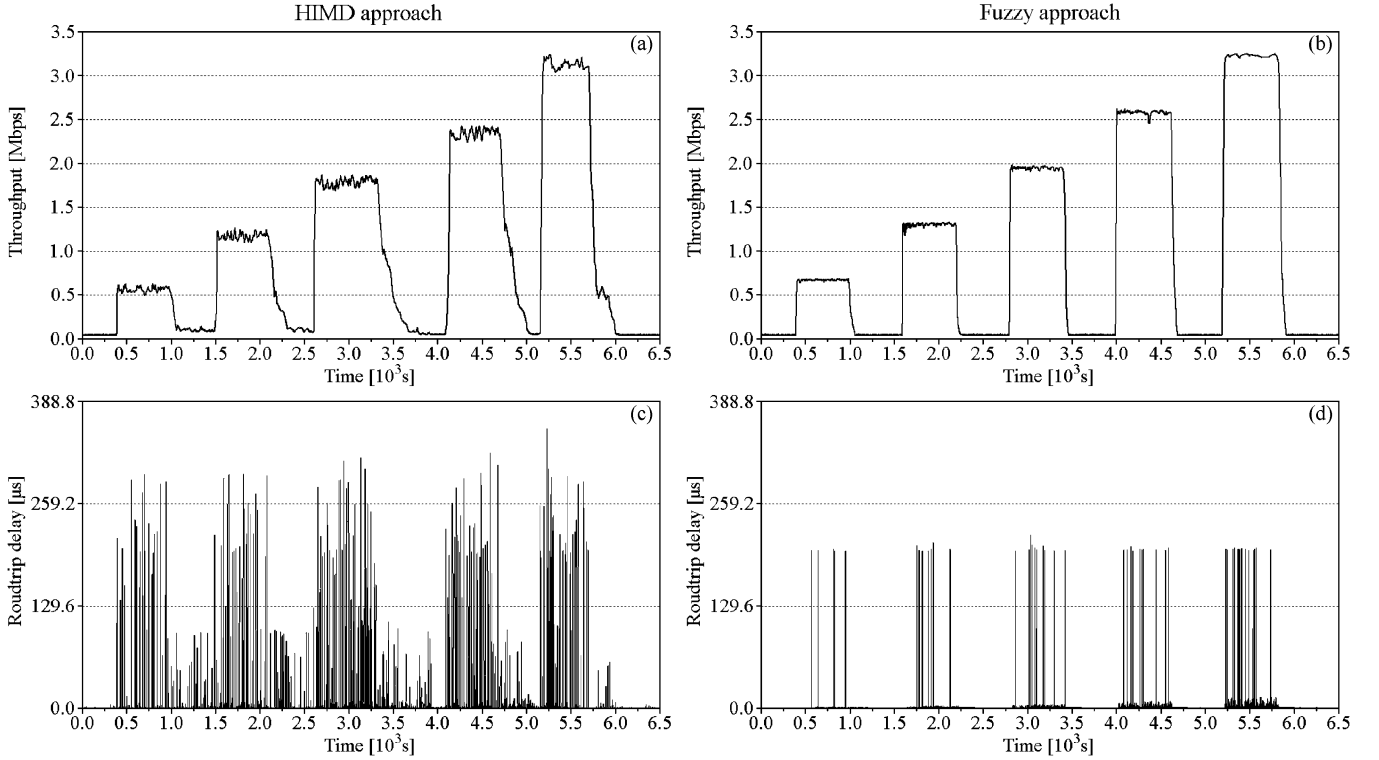 HIMD approach
Fuzzy approach
(a)
(b)
Throughput [Mbps]
3.5
3.0
2.5
2.0
1.5
1.0
0.5
0.0
0.0 0.5 1.0 1.5 2.0 2.5 3.0 3.5 4.0 4.5 5.0 5.5 6.0 6.5
Time [10³s]
Throughput [Mbps]
3.5
3.0
2.5
2.0
1.5
1.0
0.5
0.0
0.0 0.5 1.0 1.5 2.0 2.5 3.0 3.5 4.0 4.5 5.0 5.5 6.0 6.5
Time [10³s]
(c)
(d)
Roudtrip delay [µs]
388.8
259.2
129.6
0.0
0.0 0.5 1.0 1.5 2.0 2.5 3.0 3.5 4.0 4.5 5.0 5.5 6.0 6.5
Time [10³s]
Roudtrip delay [µs]
388.8
259.2
129.6
0.0
0.0 0.5 1.0 1.5 2.0 2.5 3.0 3.5 4.0 4.5 5.0 5.5 6.0 6.5
Time [10³s]